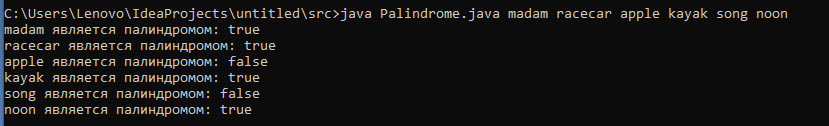 C:\Users\Lenovo\IdeaProjects\untitled\src>java Palindrome.java madam racecar apple kayak song noon
madam является палиндромом: true
racecar является палиндромом: true
apple является палиндромом: false
kayak является палиндромом: true
song является палиндромом: false
noon является палиндромом: true